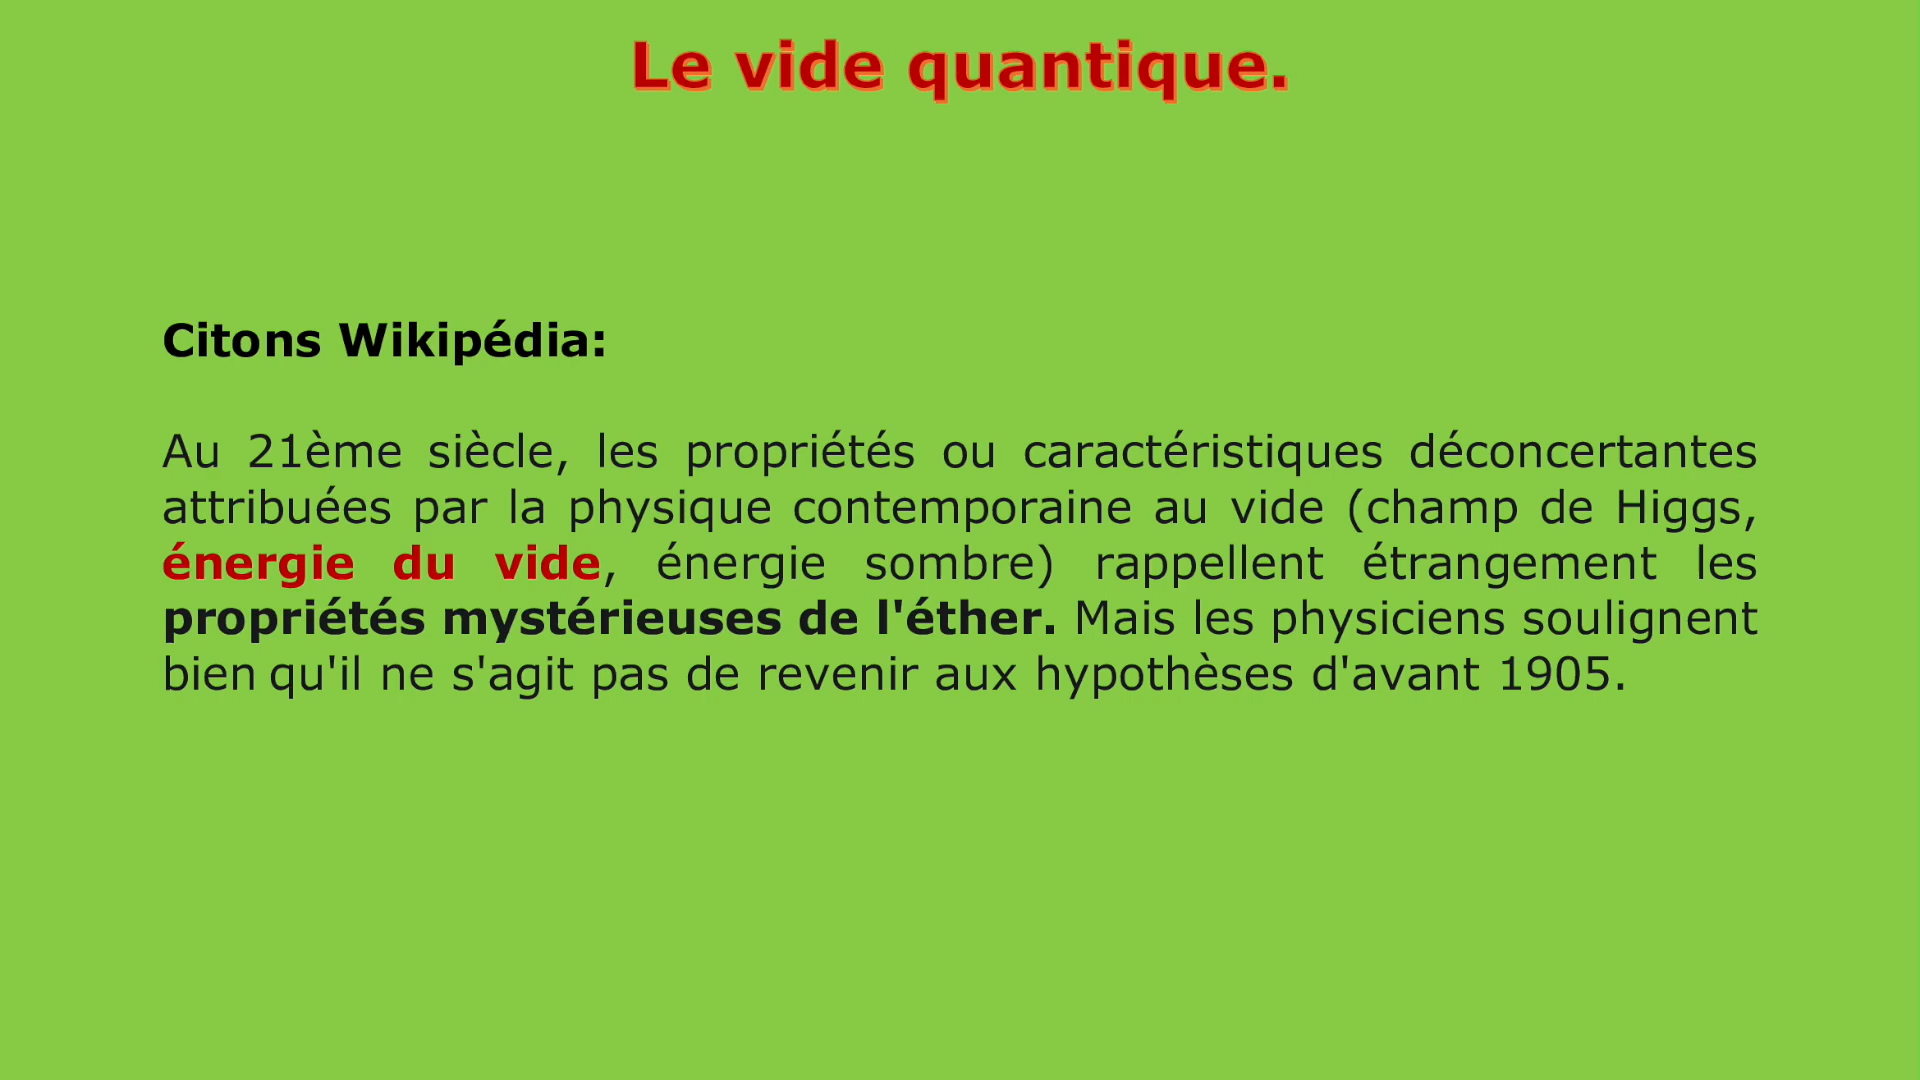 Le vide quantique.
Citons Wikipédia:
Au 21ème siècle, les propriétés ou caractéristiques déconcertantes
attribuées par la physique contemporaine au vide (champ de Higgs,
énergie du vide, énergie sombre) rappellent étrangement les
propriétés mystérieuses de l'éther. Mais les physiciens soulignent
bien qu'il ne s'agit pas de revenir aux hypothèses d'avant 1905.